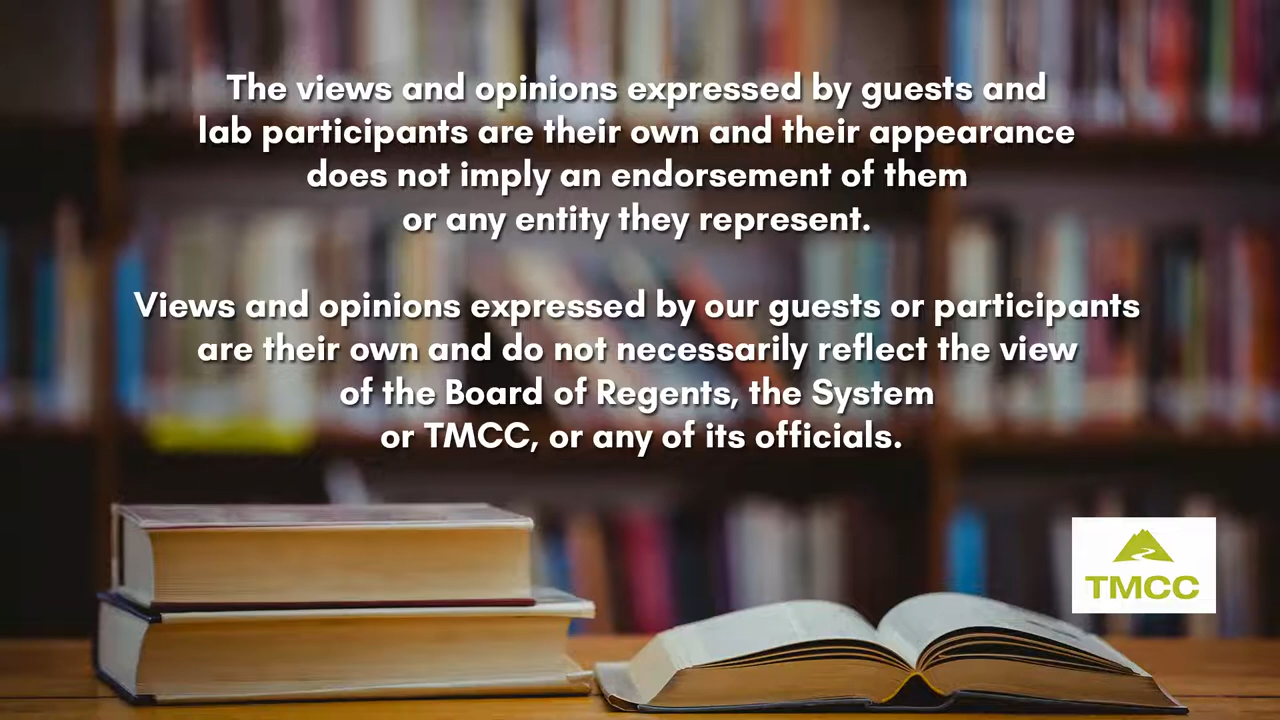 The views and opinions expressed by guests and
lab participants are their own and their appearance
does not imply an endorsement of them
or any entity they represent.
Views and opinions expressed by our guests or participants
are their own and do not necessarily reflect the view
of the Board of Regents, the System
or TMCC, or any of its officials.
TMCC